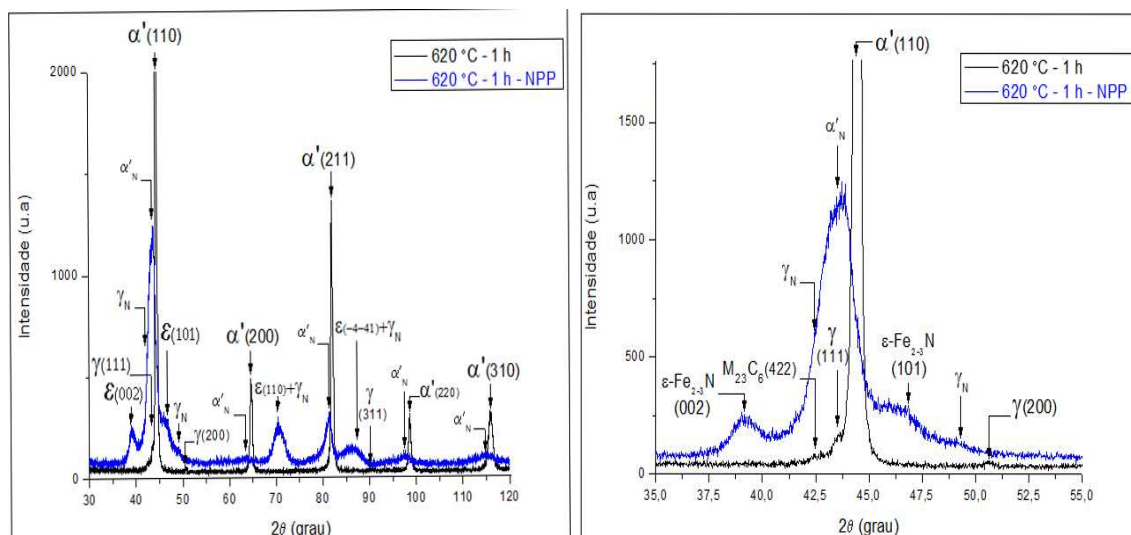 α'(110)
620 °C - 1 h
620 °C - 1 h - NPP
2000
α'(211)
α'N
Intensidade (u.a)
γN
ε(101)
1000
γ(111)
ε(002)
γN
γ(200)
α'(200)
α'N
ε(110)+γN
α'N
ε(-4-41)+γN
γ
(311)
α'N
α'(220)
α'(310)
α'N
0
30 40 50 60 70 80 90 100 110 120
2θ (grau)
α'(110)
620 °C - 1 h
620 °C - 1 h - NPP
1500
α'N
Intensidade (u.a)
1000
γN
γ
(111)
500
M23C6(422)
ε-Fe2-3N
(002)
ε-Fe2-3N
(101)
γN
γ(200)
0
35,0 37,5 40,0 42,5 45,0 47,5 50,0 52,5 55,0
2θ (grau)